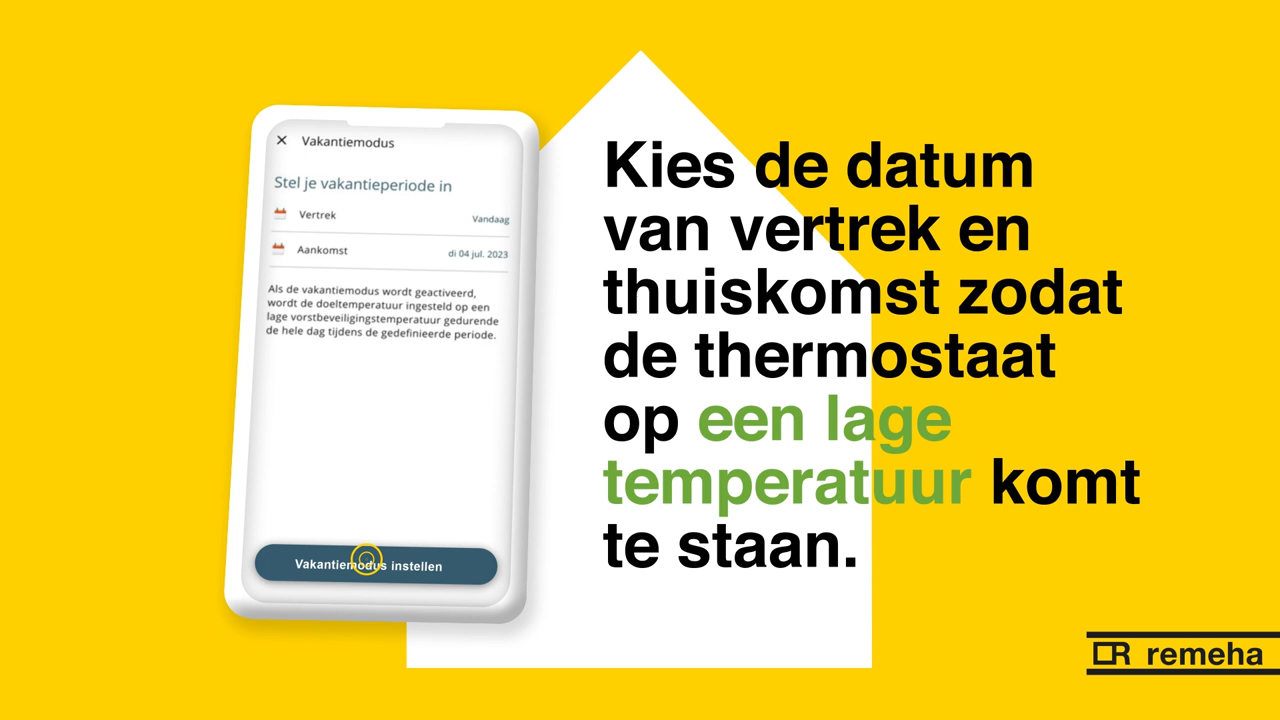 Vakantiemodus
Stel je vakantieperiode in
Vertrek
Vandaag
Aankomst
di 04 jul. 2023
Als de vakantiemodus wordt geactiveerd,
wordt de doeltemperatuur ingesteld op een
lage vorstbeveiligingstemperatuur gedurende
de hele dag tijdens de gedefinieerde periode.
Vakantiemodus instellen
Kies de datum
van vertrek en
thuiskomst zodat
de thermostaat
op een lage
temperatuur komt
te staan.
remeha